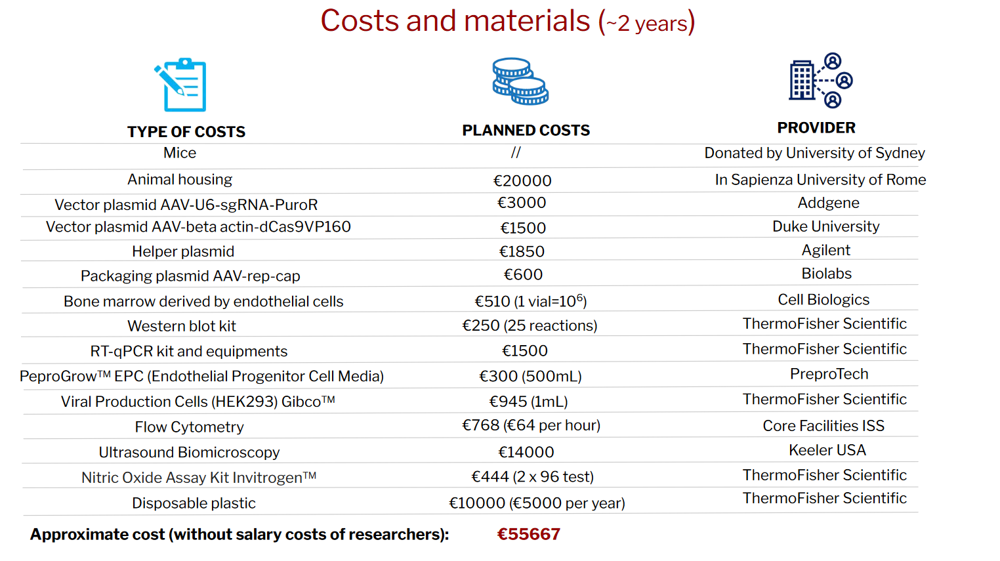 Costs and materials (~2 years)
TYPE OF COSTS PLANNED COSTS PROVIDER
Mice // Donated by University of Sydney
Animal housing €20000 In Sapienza University of Rome
Vector plasmid AAV-U6-sgRNA-PuroR €3000 Addgene
Vector plasmid AAV-beta actin-dCas9VP160 €1500 Duke University
Helper plasmid €1850 Agilent
Packaging plasmid AAV-rep-cap €600 Biolabs
Bone marrow derived by endothelial cells €510 (1 vial=10⁶) Cell Biologics
Western blot kit €250 (25 reactions) ThermoFisher Scientific
RT-qPCR kit and equipments €1500 ThermoFisher Scientific
PeproGrow™ EPC (Endothelial Progenitor Cell Media) €300 (500mL) PreproTech
Viral Production Cells (HEK293) Gibco™ €945 (1mL) ThermoFisher Scientific
Flow Cytometry €768 (€64 per hour) Core Facilities ISS
Ultrasound Biomicroscopy €14000 Keeler USA
Nitric Oxide Assay Kit Invitrogen™ €444 (2 x 96 test) ThermoFisher Scientific
Disposable plastic €10000 (€5000 per year) ThermoFisher Scientific
Approximate cost (without salary costs of researchers): €55667